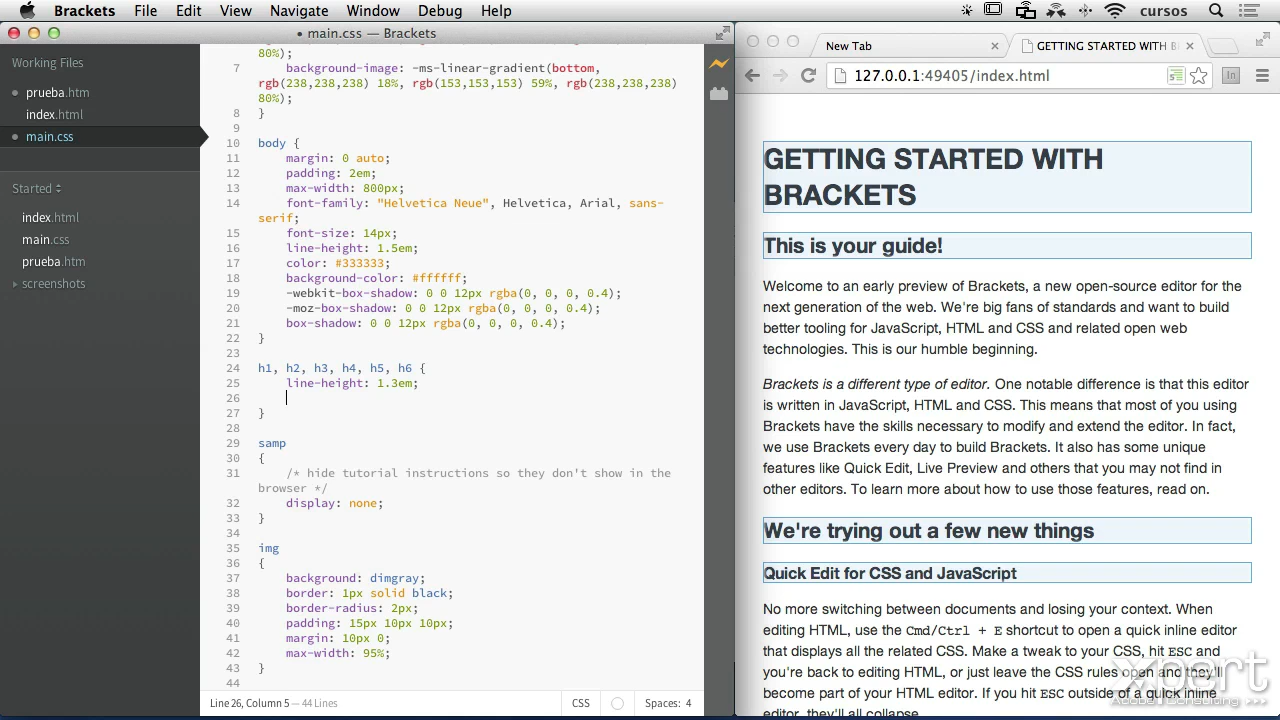 Brackets File Edit View Navigate Window Debug Help cursos
• main.css — Brackets
Working Files
prueba.htm
index.html
main.css
Started
index.html
main.css
prueba.htm
screenshots
80%);
7 background-image: -ms-linear-gradient(bottom,
rgb(238,238,238) 18%, rgb(153,153,153) 59%, rgb(238,238,238)
80%);
8 }
9
10 body {
11 margin: 0 auto;
12 padding: 2em;
13 max-width: 800px;
14 font-family: "Helvetica Neue", Helvetica, Arial, sans-
serif;
15 font-size: 14px;
16 line-height: 1.5em;
17 color: #333333;
18 background-color: #ffffff;
19 -webkit-box-shadow: 0 0 12px rgba(0, 0, 0, 0.4);
20 -moz-box-shadow: 0 0 12px rgba(0, 0, 0, 0.4);
21 box-shadow: 0 0 12px rgba(0, 0, 0, 0.4);
22 }
23
24 h1, h2, h3, h4, h5, h6 {
25 line-height: 1.3em;
26
27 }
28
29 samp
30 {
31 /* hide tutorial instructions so they don't show in the
browser */
32 display: none;
33 }
34
35 img
36 {
37 background: dimgray;
38 border: 1px solid black;
39 border-radius: 2px;
40 padding: 15px 10px 10px;
41 margin: 10px 0;
42 max-width: 95%;
43 }
44
Line 26, Column 5 — 44 Lines CSS Spaces: 4
New Tab
GETTING STARTED WITH B
127.0.0.1:49405/index.html
In
GETTING STARTED WITH
BRACKETS
This is your guide!
Welcome to an early preview of Brackets, a new open-source editor for the
next generation of the web. We're big fans of standards and want to build
better tooling for JavaScript, HTML and CSS and related open web
technologies. This is our humble beginning.
Brackets is a different type of editor. One notable difference is that this editor
is written in JavaScript, HTML and CSS. This means that most of you using
Brackets have the skills necessary to modify and extend the editor. In fact,
we use Brackets every day to build Brackets. It also has some unique
features like Quick Edit, Live Preview and others that you may not find in
other editors. To learn more about how to use those features, read on.
We're trying out a few new things
Quick Edit for CSS and JavaScript
No more switching between documents and losing your context. When
editing HTML, use the Cmd/Ctrl + E shortcut to open a quick inline editor
that displays all the related CSS. Make a tweak to your CSS, hit ESC and
you're back to editing HTML, or just leave the CSS rules open and they'll
become part of your HTML editor. If you hit ESC outside of a quick inline
editor, they'll all collapse.
xpert
Adobe Consulting >>>